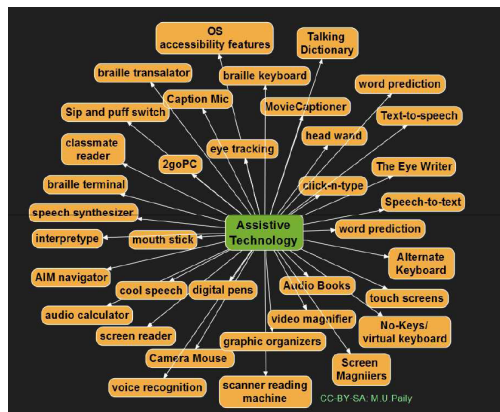 OS
accessibility features
Talking
Dictionary
braille transalator
braille keyboard
word prediction
Caption Mic
MovieCaptioner
Sip and puff switch
Text-to-speech
head wand
classmate
reader
eye tracking
2goPC
The Eye Writer
braille terminal
click-n-type
Speech-to-text
speech synthesizer
Assistive
Technology
word prediction
interpretype
mouth stick
Alternate
Keyboard
AIM navigator
cool speech
digital pens
Audio Books
touch screens
audio calculator
video magnifier
No-Keys/
virtual keyboard
screen reader
graphic organizers
Camera Mouse
Screen
Magniiers
voice recognition
scanner reading
machine
CC-BY-SA: M.U.Paily